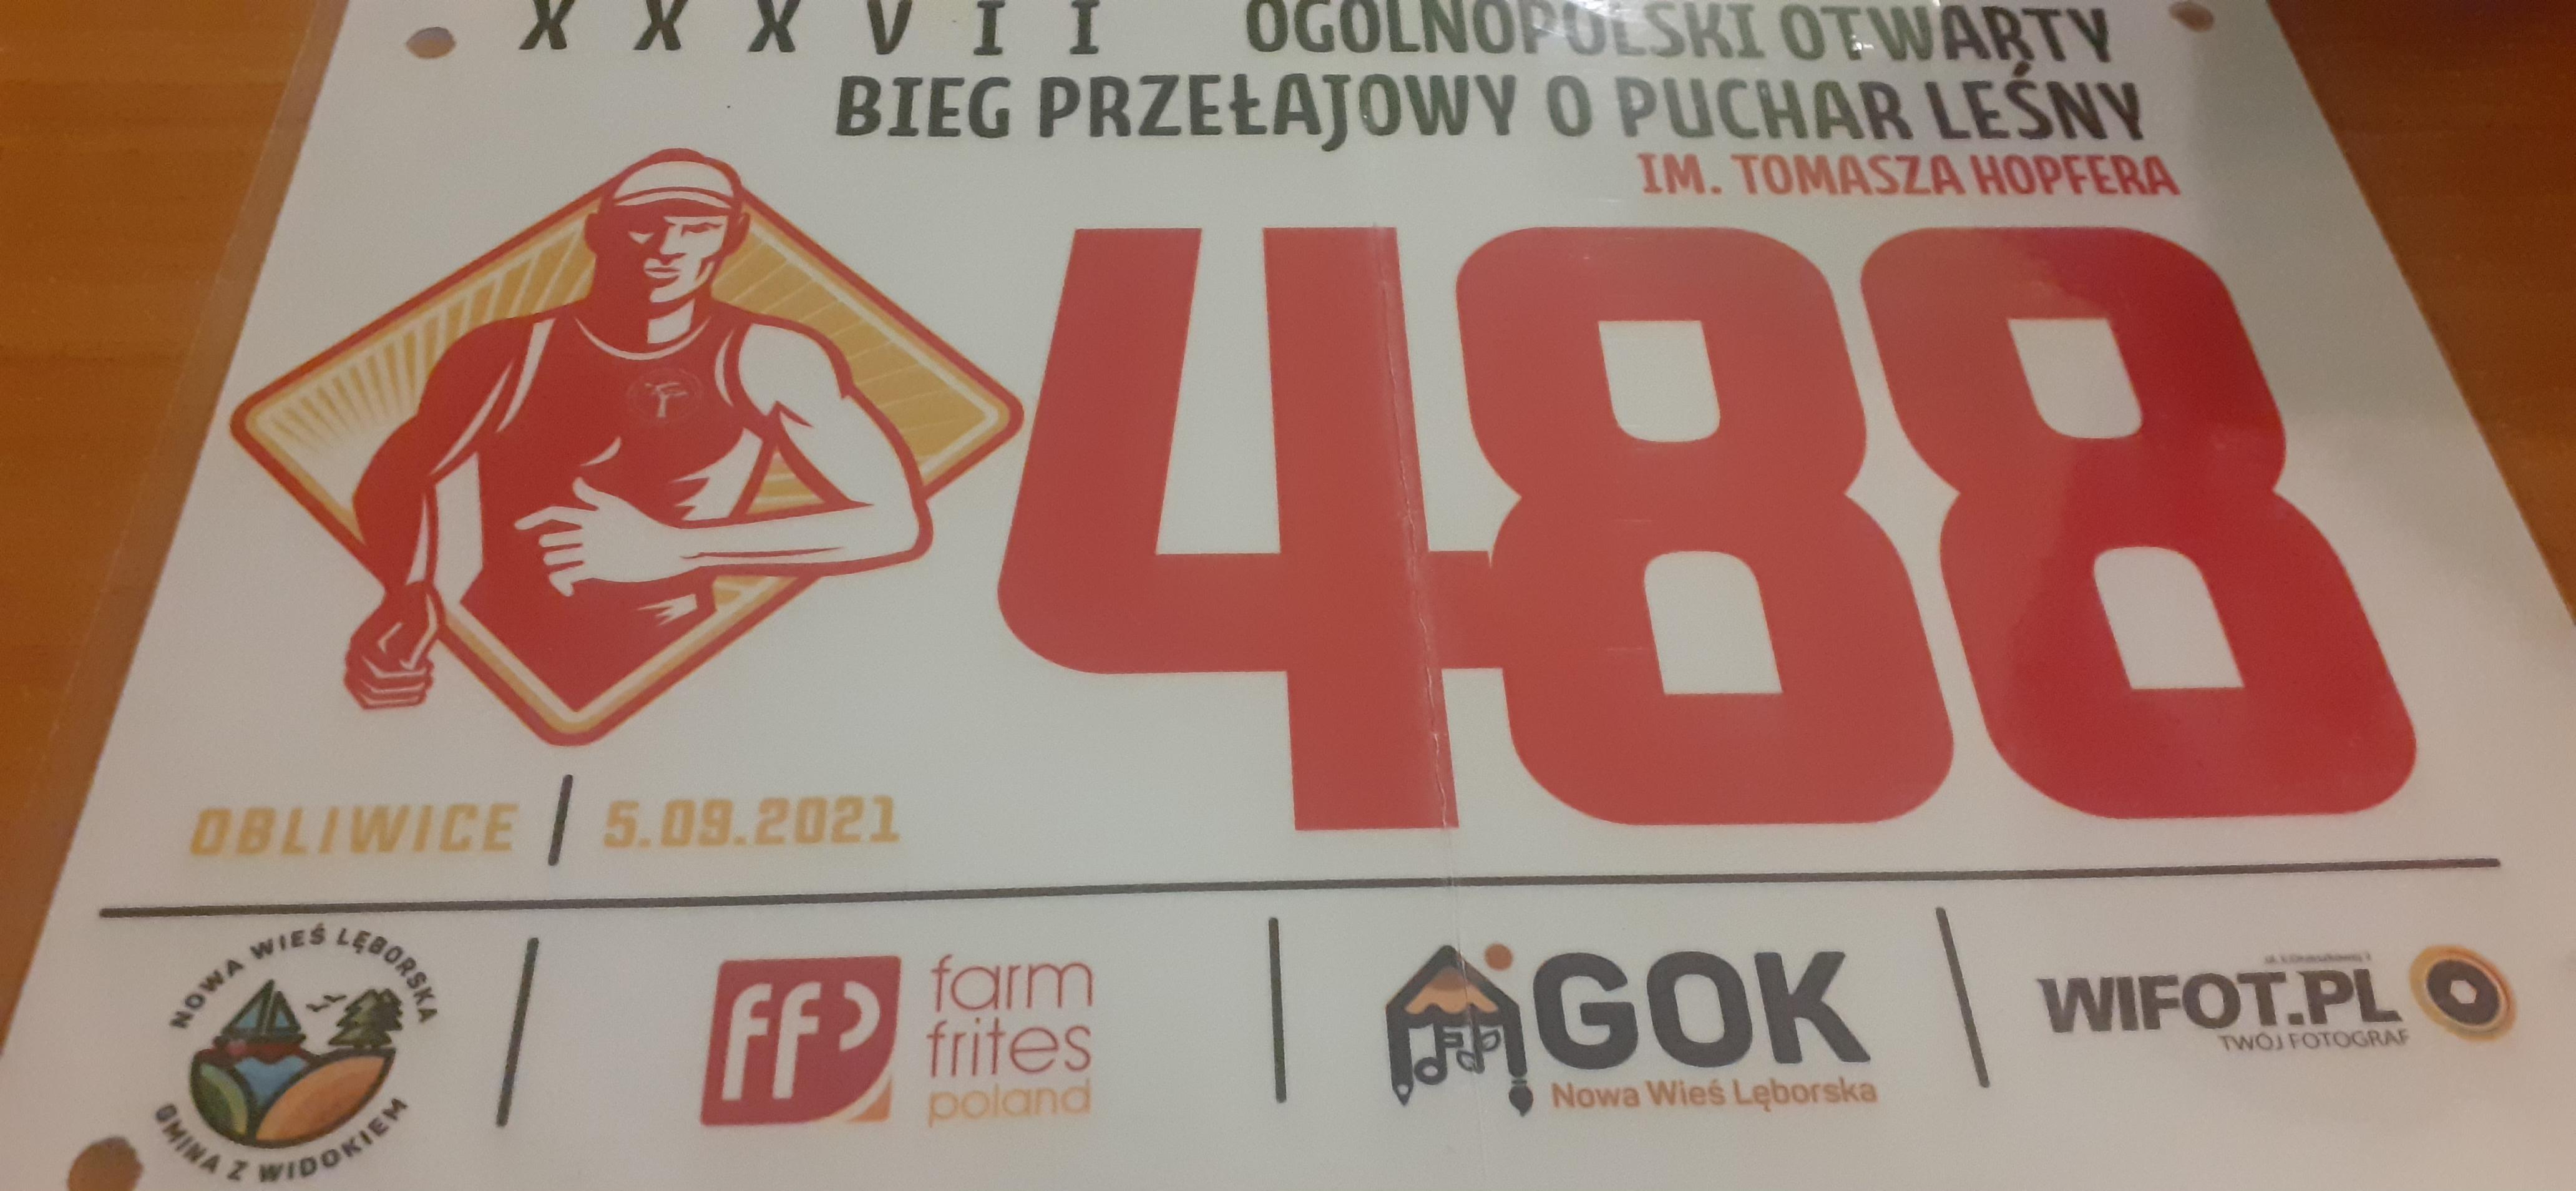 XXXVII OGÓLNOPOLSKI OTWARTY
BIEG PRZEŁAJOWY O PUCHAR LEŚNY
IM. TOMASZA HOPFERA
488
OBLIWICE | 5.09.2021
NOWA WIEŚ LĘBORSKA
GMINA Z WIDOKIEM
ffp
farm
frites
poland
GOK
Nowa Wieś Lęborska
WIFOT.PL
TWÓJ FOTOGRAF